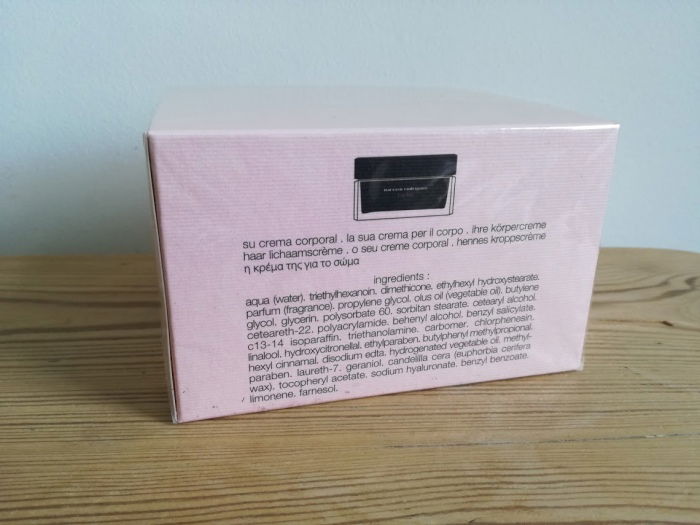 narciso rodriguez
su crema corporal . la sua crema per il corpo . ihre körpercreme
haar lichaamscrème . o seu creme corporal . hennes kroppscrème
η κρέμα της για το σώμα
ingredients :
aqua (water). triethylhexanoin. dimethicone. ethylhexyl hydroxystearate.
parfum (fragrance). propylene glycol. olus oil (vegetable oil). butylene
glycol. glycerin. polysorbate 60. sorbitan stearate. cetearyl alcohol.
ceteareth-22. polyacrylamide. behenyl alcohol. benzyl salicylate.
c13-14 isoparaffin. triethanolamine. carbomer. chlorphenesin.
linalool. hydroxycitronellal. ethylparaben. butylphenyl methylpropional.
hexyl cinnamal. disodium edta. hydrogenated vegetable oil. methyl-
paraben. laureth-7. geraniol. candelilla cera (euphorbia cerifera
wax). tocopheryl acetate. sodium hyaluronate. benzyl benzoate.
limonene. farnesol.